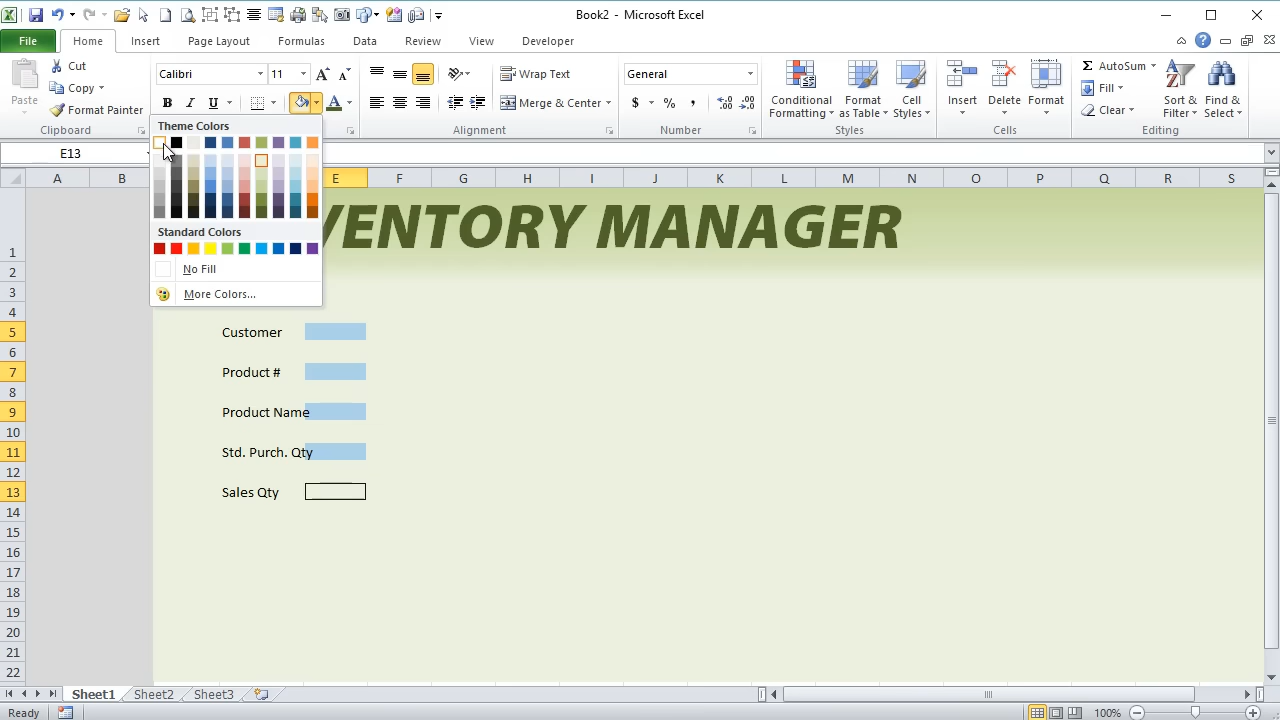 Book2 - Microsoft Excel
File Home Insert Page Layout Formulas Data Review View Developer
Paste
Cut
Copy
Format Painter
Clipboard
Calibri 11
B I U A
Wrap Text
Merge & Center
Alignment
General
$ % ,
Number
Conditional Formatting
Format as Table
Cell Styles
Styles
Insert Delete Format
Cells
AutoSum
Fill
Clear
Sort & Filter
Find & Select
Editing
E13
Theme Colors
Standard Colors
No Fill
More Colors...
A B E F G H I J K L M N O P Q R S
1
VENTORY MANAGER
2
3
4
5 Customer
6
7 Product #
8
9 Product Name
10
11 Std. Purch. Qty
12
13 Sales Qty
14
15
16
17
18
19
20
21
22
Sheet1 Sheet2 Sheet3
Ready 100%